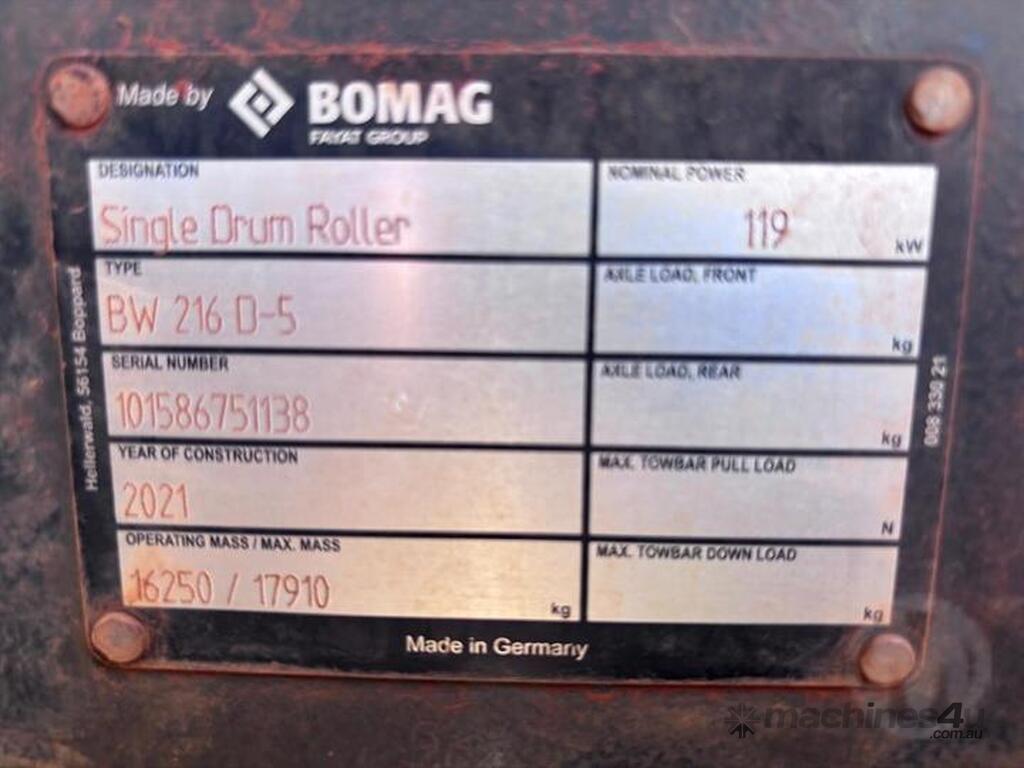 Made by BOMAG
FAYAT GROUP
DESIGNATION
Single Drum Roller
NOMINAL POWER
119 kW
TYPE
BW 216 D-5
AXLE LOAD, FRONT
kg
SERIAL NUMBER
101586751138
AXLE LOAD, REAR
kg
YEAR OF CONSTRUCTION
2021
MAX. TOWBAR PULL LOAD
N
OPERATING MASS / MAX. MASS
16250 / 17910 kg
MAX. TOWBAR DOWN LOAD
kg
Made in Germany
Hellerwald, 56154 Boppard
008 330 21
machines4u
.com.au